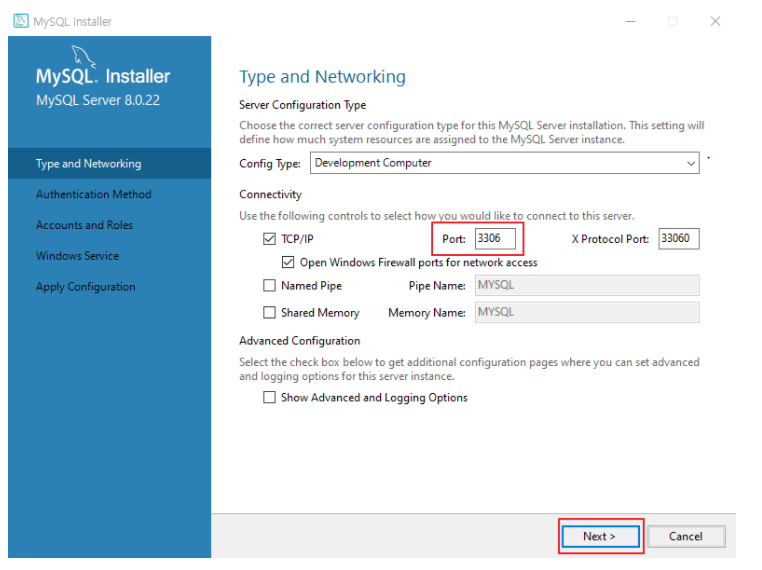 MySQL Installer
MySQL. Installer
MySQL Server 8.0.22
Type and Networking
Authentication Method
Accounts and Roles
Windows Service
Apply Configuration
Type and Networking
Server Configuration Type
Choose the correct server configuration type for this MySQL Server installation. This setting will
define how much system resources are assigned to the MySQL Server instance.
Config Type: Development Computer
Connectivity
Use the following controls to select how you would like to connect to this server.
TCP/IP Port: 3306 X Protocol Port: 33060
Open Windows Firewall ports for network access
Named Pipe Pipe Name: MYSQL
Shared Memory Memory Name: MYSQL
Advanced Configuration
Select the check box below to get additional configuration pages where you can set advanced
and logging options for this server instance.
Show Advanced and Logging Options
Next > Cancel